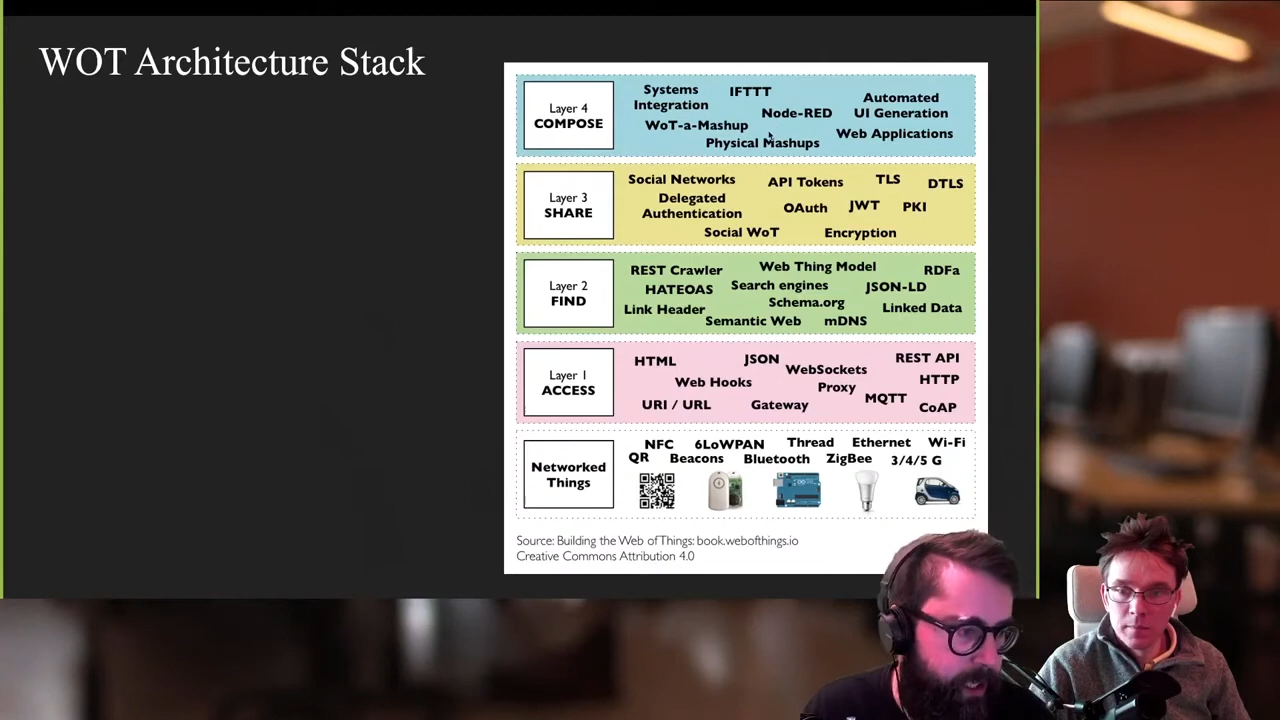 WOT Architecture Stack
Layer 4
COMPOSE
Systems
Integration
IFTTT
Node-RED
Automated
UI Generation
WoT-a-Mashup
Physical Mashups
Web Applications
Layer 3
SHARE
Social Networks
API Tokens
TLS
DTLS
Delegated
Authentication
OAuth
JWT
PKI
Social WoT
Encryption
Layer 2
FIND
REST Crawler
Web Thing Model
RDFa
HATEOAS
Search engines
JSON-LD
Schema.org
Link Header
Linked Data
Semantic Web
mDNS
Layer 1
ACCESS
HTML
JSON
WebSockets
REST API
Web Hooks
Proxy
HTTP
URI / URL
Gateway
MQTT
CoAP
Networked
Things
NFC
6LoWPAN
Thread
Ethernet
Wi-Fi
QR
Beacons
Bluetooth
ZigBee
3/4/5 G
Source: Building the Web of Things: book.webofthings.io
Creative Commons Attribution 4.0